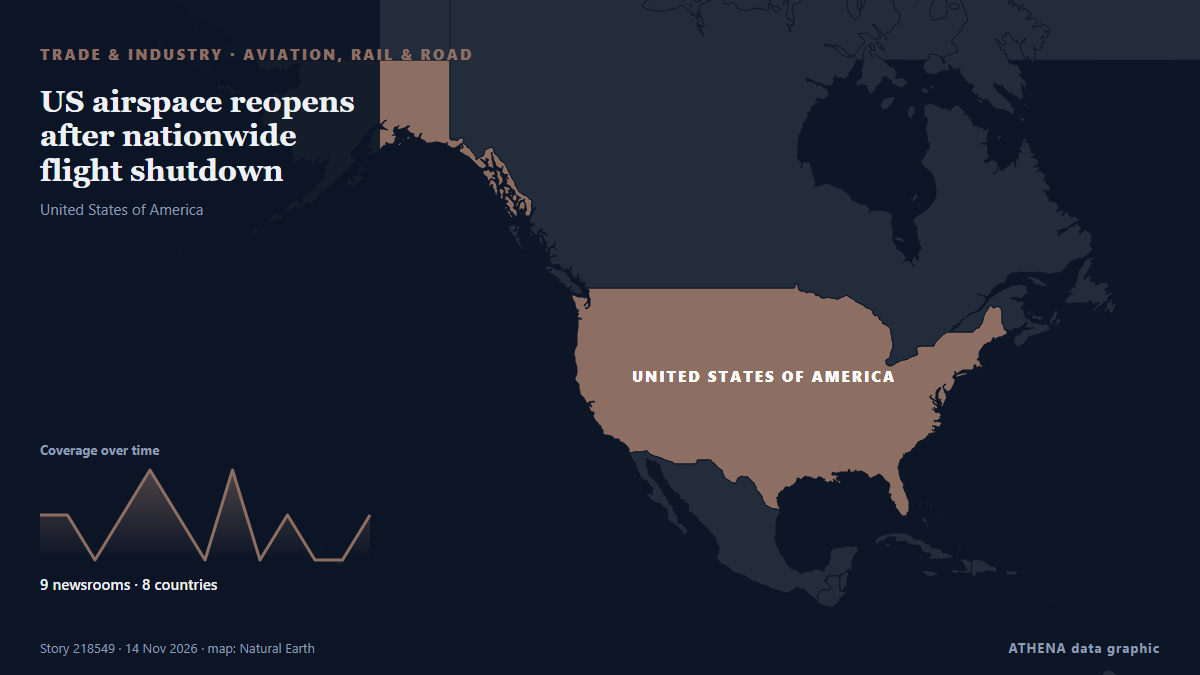 TRADE & INDUSTRY · AVIATION, RAIL & ROAD
US airspace reopens
after nationwide
flight shutdown
United States of America
UNITED STATES OF AMERICA
Coverage over time
9 newsrooms · 8 countries
Story 218549 · 14 Nov 2026 · map: Natural Earth
ATHENA data graphic